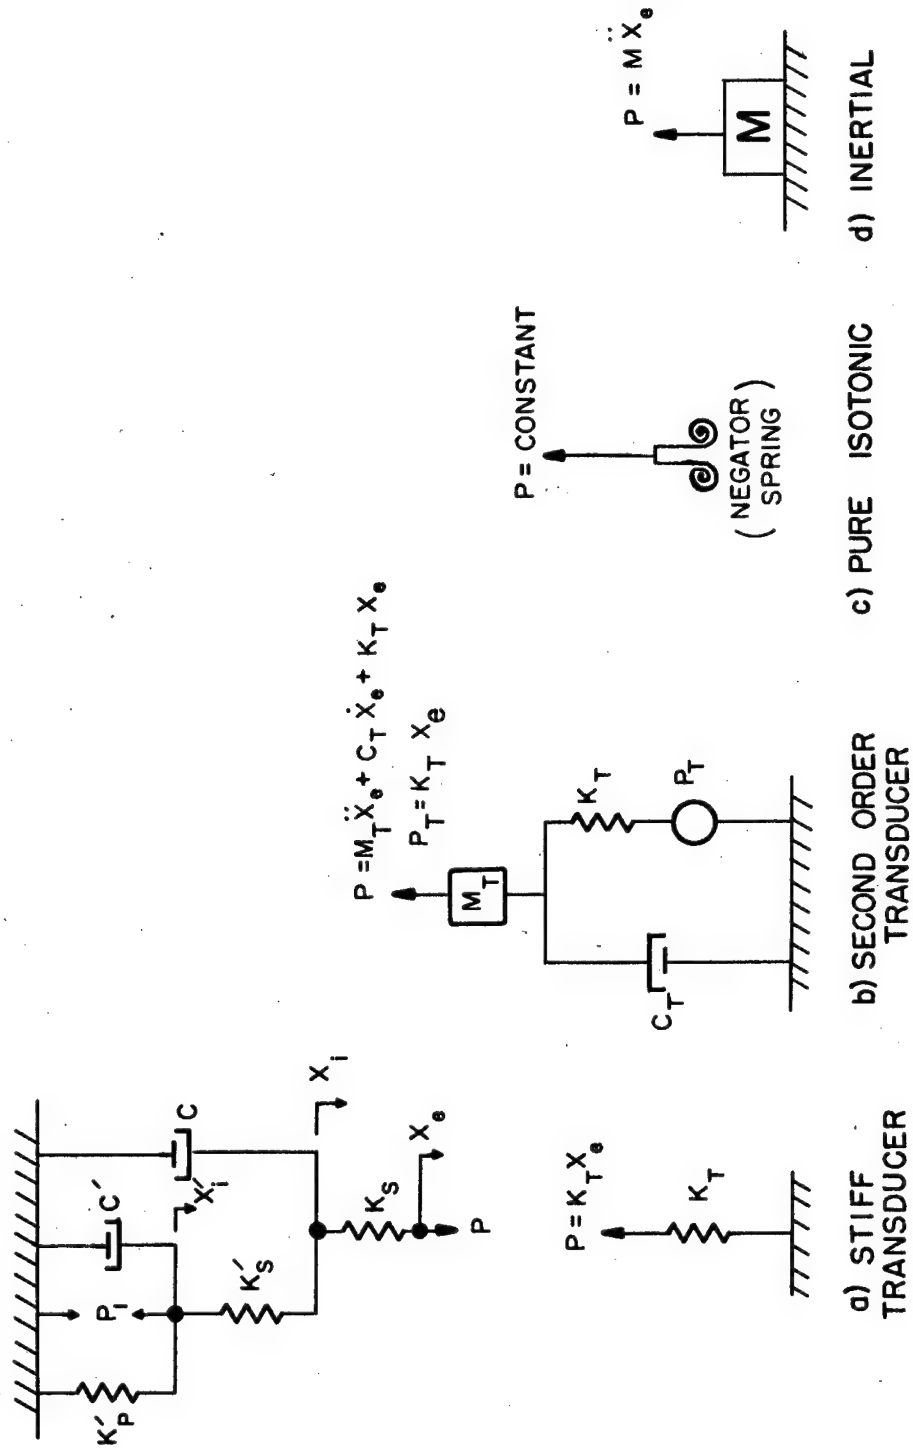 K'P
PI
C'
X'i
C
K'S
Xi
KS
Xe
P
P = KT Xe
KT
a) STIFF
TRANSDUCER
P = MT Ẍe + CT Ẋe + KT Xe
PT = KT Xe
MT
CT
KT
PT
b) SECOND ORDER
TRANSDUCER
P = CONSTANT
(NEGATOR
SPRING)
c) PURE ISOTONIC
P = M Ẍe
M
d) INERTIAL